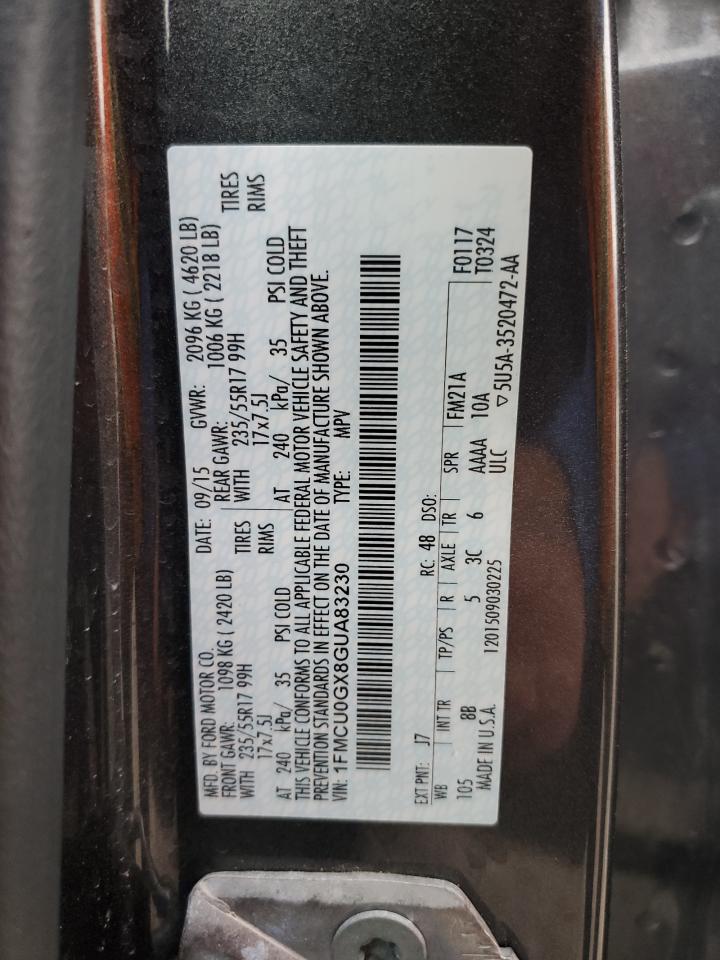 MFD. BY FORD MOTOR CO. DATE: 09/15 GVWR: 2096 KG ( 4620 LB)
FRONT GAWR: 1098 KG ( 2420 LB) REAR GAWR: 1006 KG ( 2218 LB)
WITH 235/55R17 99H TIRES WITH 235/55R17 99H TIRES
17x7.5J RIMS 17x7.5J RIMS
AT 240 kPa/ 35 PSI COLD AT 240 kPa/ 35 PSI COLD
THIS VEHICLE CONFORMS TO ALL APPLICABLE FEDERAL MOTOR VEHICLE SAFETY AND THEFT
PREVENTION STANDARDS IN EFFECT ON THE DATE OF MANUFACTURE SHOWN ABOVE.
VIN: 1FMCU0GX8GUA83230 TYPE: MPV
EXT PNT: J7 RC: 48 DSO: F0117
WB INT TR TP/PS R AXLE TR SPR FM21A T0324
105 8B 5 3C 6 AAAA 10A
MADE IN U.S.A. 1201509030225 ULC ▽5U5A-3520472-AA